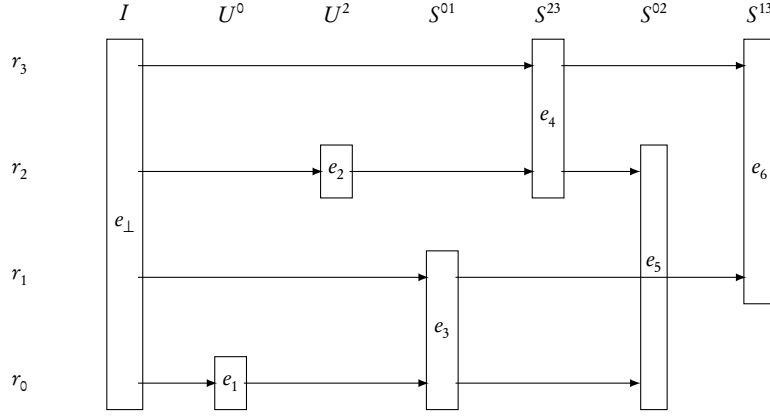 I U⁰ U² S⁰¹ S²³ S⁰² S¹³
r₃
e₄
r₂ e₂ e₆
e⊥
r₁ e₅
e₃
r₀ e₁